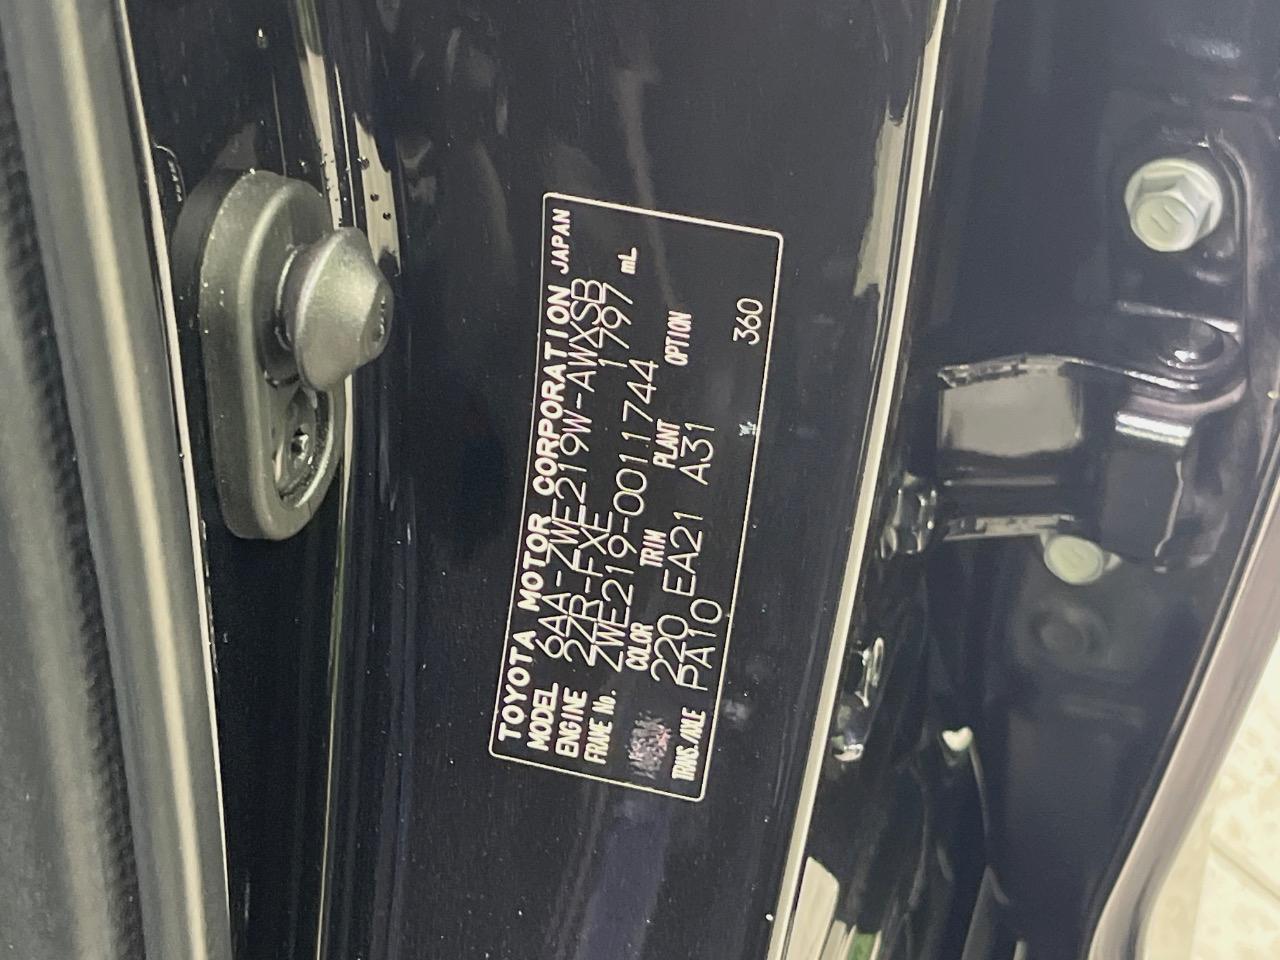 TOYOTA MOTOR CORPORATION JAPAN
MODEL 6AA-ZWE219W-AWXSB
ENGINE 2ZR-FXE 1797 mL
FRAME No. ZWE219-0011744
COLOR TRIM PLANT OPTION
220 EA21 A31
TRANS./AXLE PA10
360